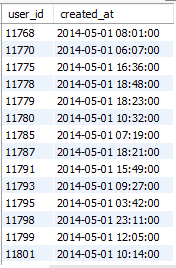 user_id created_at
11768 2014-05-01 08:01:00
11770 2014-05-01 06:07:00
11775 2014-05-01 16:36:00
11778 2014-05-01 18:48:00
11779 2014-05-01 18:23:00
11780 2014-05-01 10:32:00
11785 2014-05-01 07:19:00
11787 2014-05-01 18:21:00
11791 2014-05-01 15:49:00
11793 2014-05-01 09:27:00
11795 2014-05-01 03:42:00
11798 2014-05-01 23:11:00
11799 2014-05-01 12:05:00
11801 2014-05-01 10:14:00